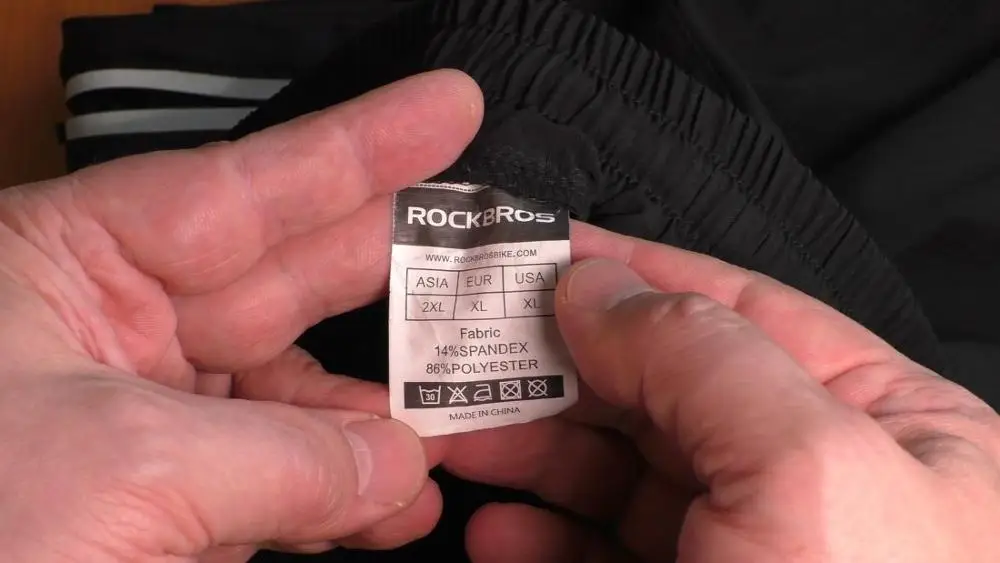 ROCKBROS
WWW.ROCKBROSBIKE.COM
ASIA EUR USA
2XL XL XL
Fabric
14%SPANDEX
86%POLYESTER
30
MADE IN CHINA